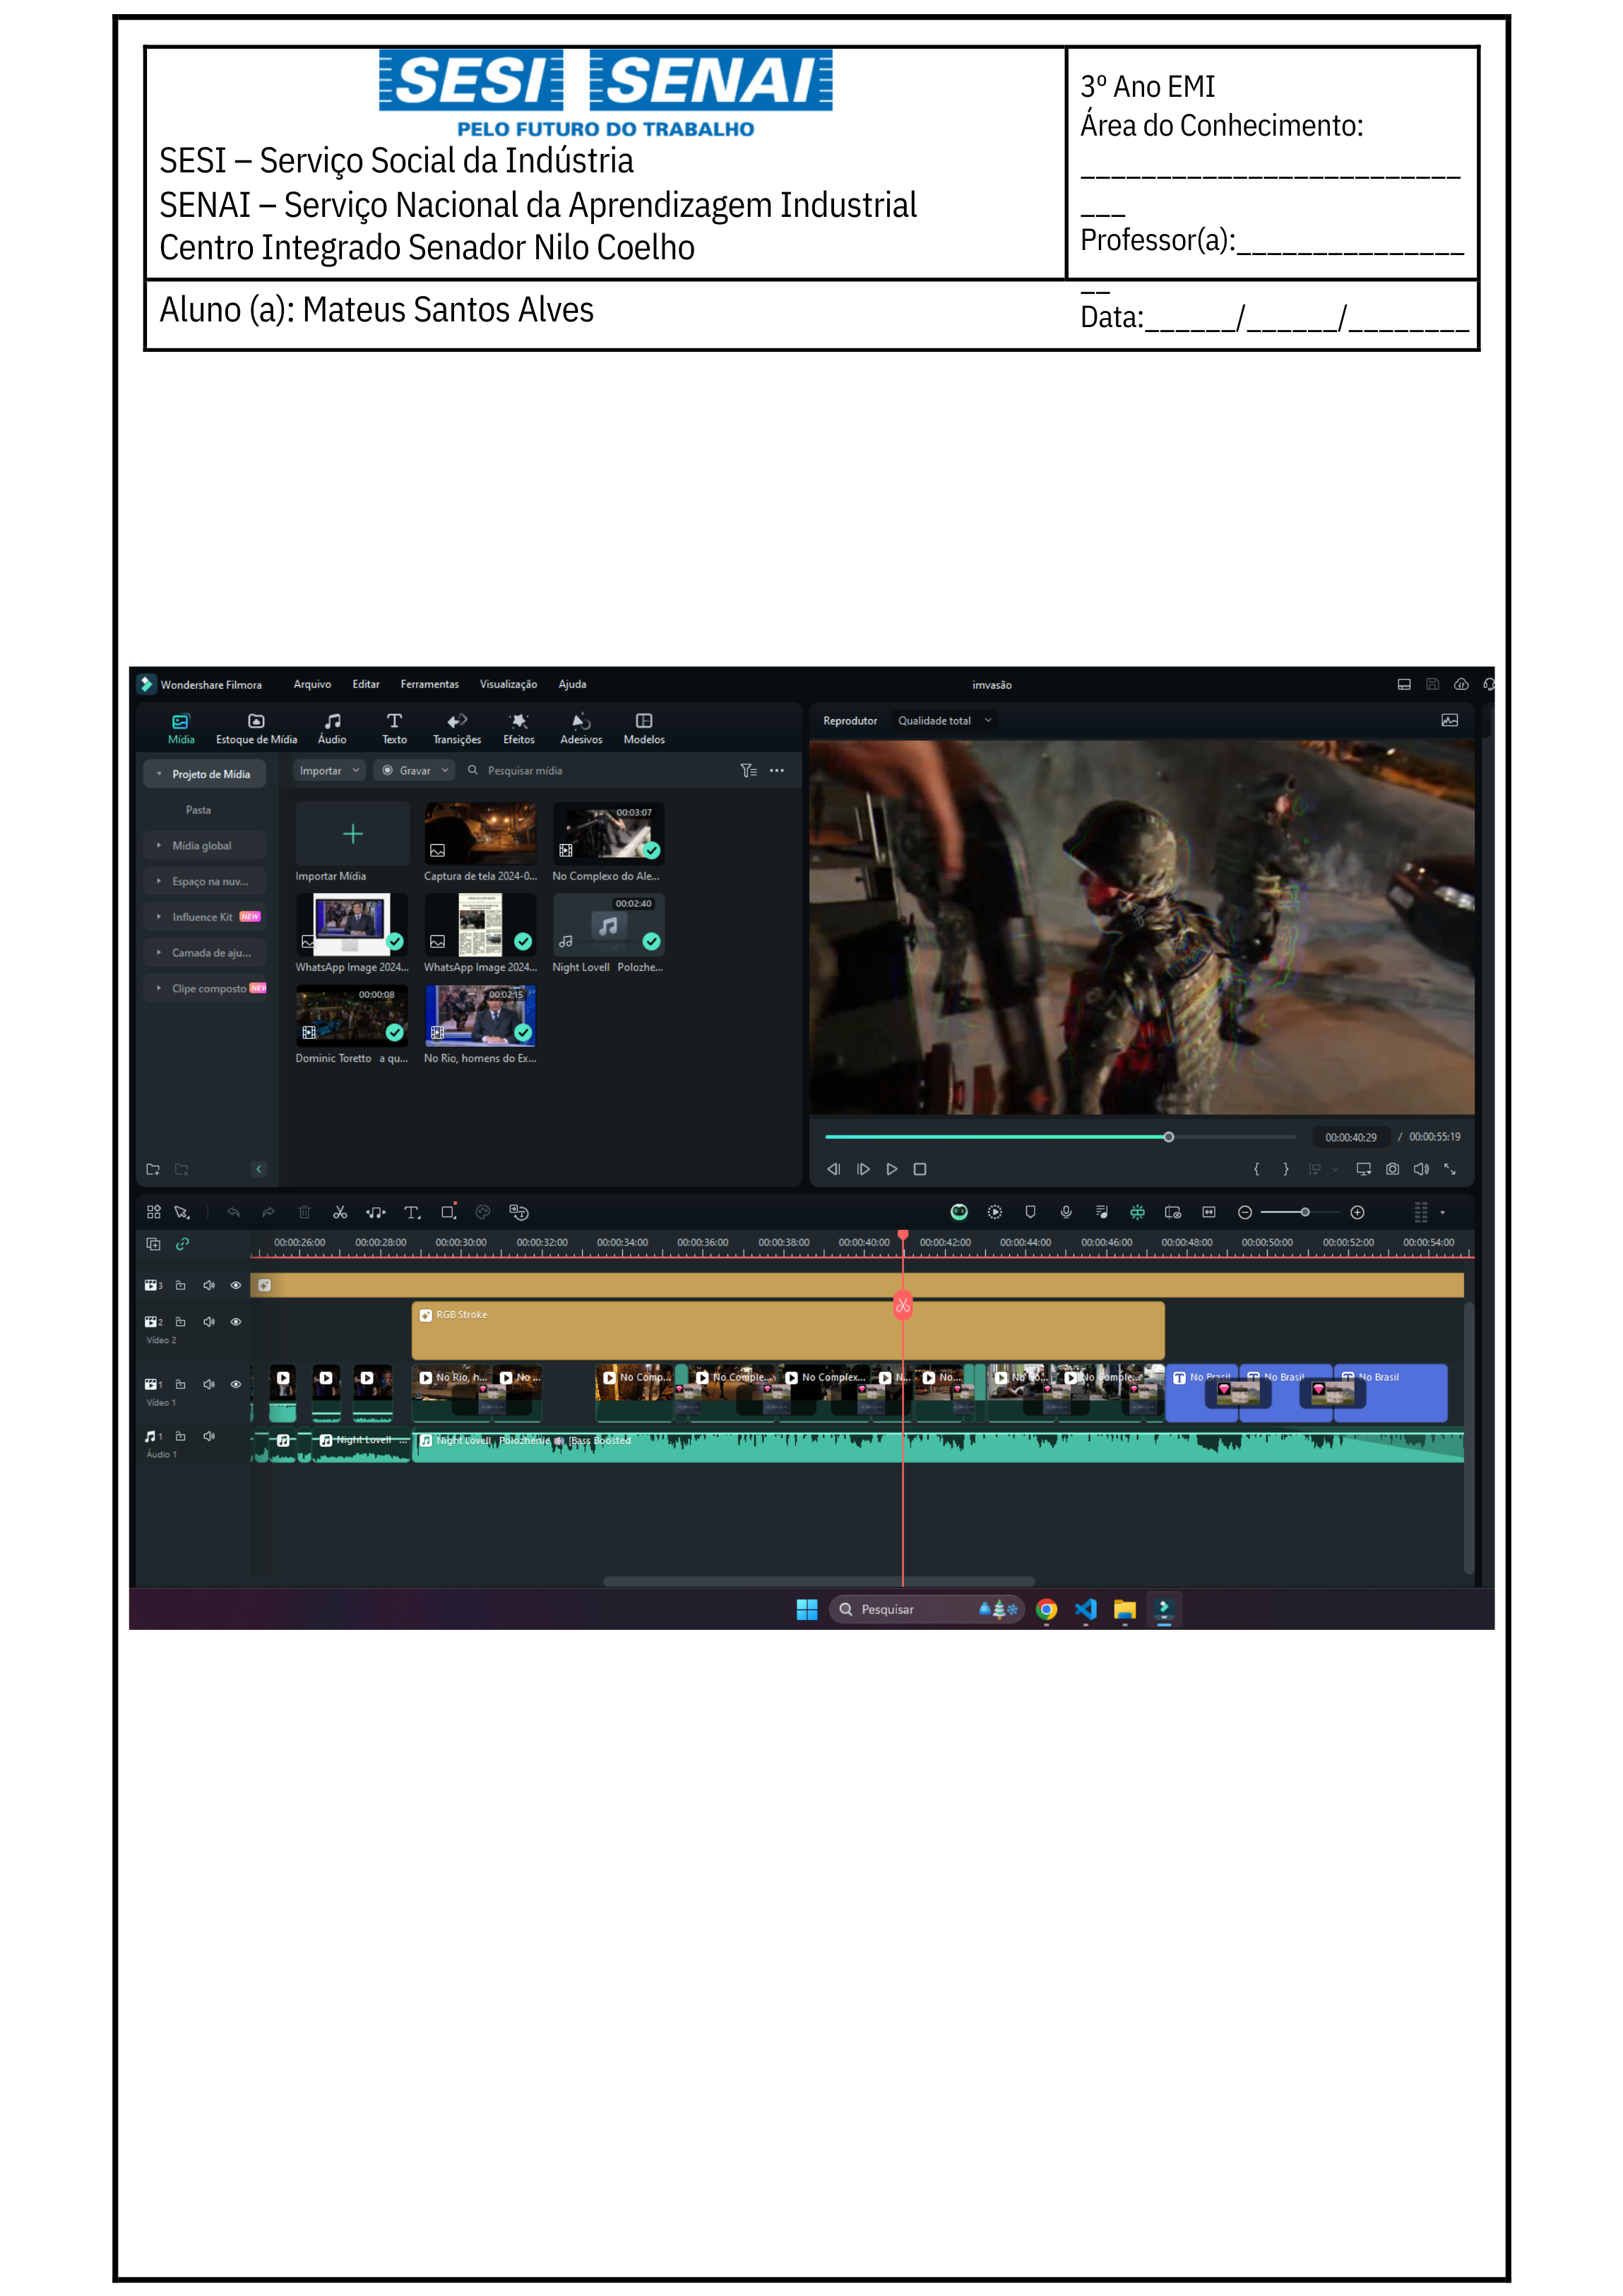 SESI SENAI
PELO FUTURO DO TRABALHO
SESI – Serviço Social da Indústria
SENAI – Serviço Nacional da Aprendizagem Industrial
Centro Integrado Senador Nilo Coelho
3º Ano EMI
Área do Conhecimento:
_________________________
___
Professor(a):_______________
__
Data:______/______/________
Aluno (a): Mateus Santos Alves
Wondershare Filmora Arquivo Editar Ferramentas Visualização Ajuda imvasão
Mídia Estoque de Mídia Áudio Texto Transições Efeitos Adesivos Modelos
Reprodutor Qualidade total
Projeto de Mídia
Pasta
Mídia global
Espaço na nuv...
Influence Kit NEW
Camada de aju...
Clipe composto NEW
Importar Gravar Pesquisar mídia
00:03:07
Importar Mídia Captura de tela 2024-0... No Complexo do Ale...
00:02:40
WhatsApp Image 2024... WhatsApp Image 2024... Night Lovell Polozhe...
00:00:08 00:02:15
Dominic Toretto a qu... No Rio, homens do Ex...
00:00:40:29 / 00:00:55:19
00:00:26:00 00:00:28:00 00:00:30:00 00:00:32:00 00:00:34:00 00:00:36:00 00:00:38:00 00:00:40:00 00:00:42:00 00:00:44:00 00:00:46:00 00:00:48:00 00:00:50:00 00:00:52:00 00:00:54:00
3
2 RGB Stroke
Vídeo 2
1 No Rio, h... No ... No Comp... No Comple... No Complex... N... No... No Co... No Comple... No Brasil No Brasil No Brasil
Vídeo 1
1 Night Lovell ... Night Lovell Polozhenie [Bass Boosted
Áudio 1
Pesquisar